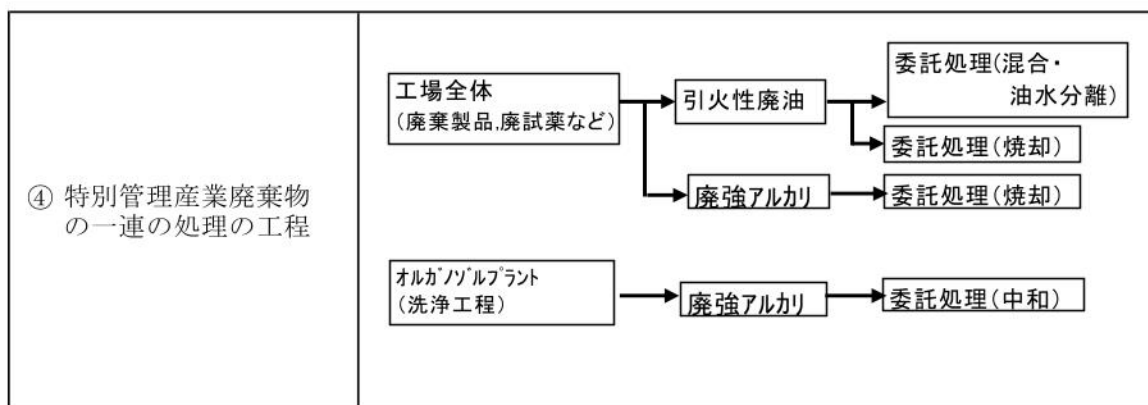 ④ 特別管理産業廃棄物
の一連の処理の工程
工場全体
(廃棄製品,廃試薬など)
引火性廃油
委託処理(混合・
油水分離)
委託処理(焼却)
廃強アルカリ
委託処理(焼却)
オルガノゾルプラント
(洗浄工程)
廃強アルカリ
委託処理(中和)